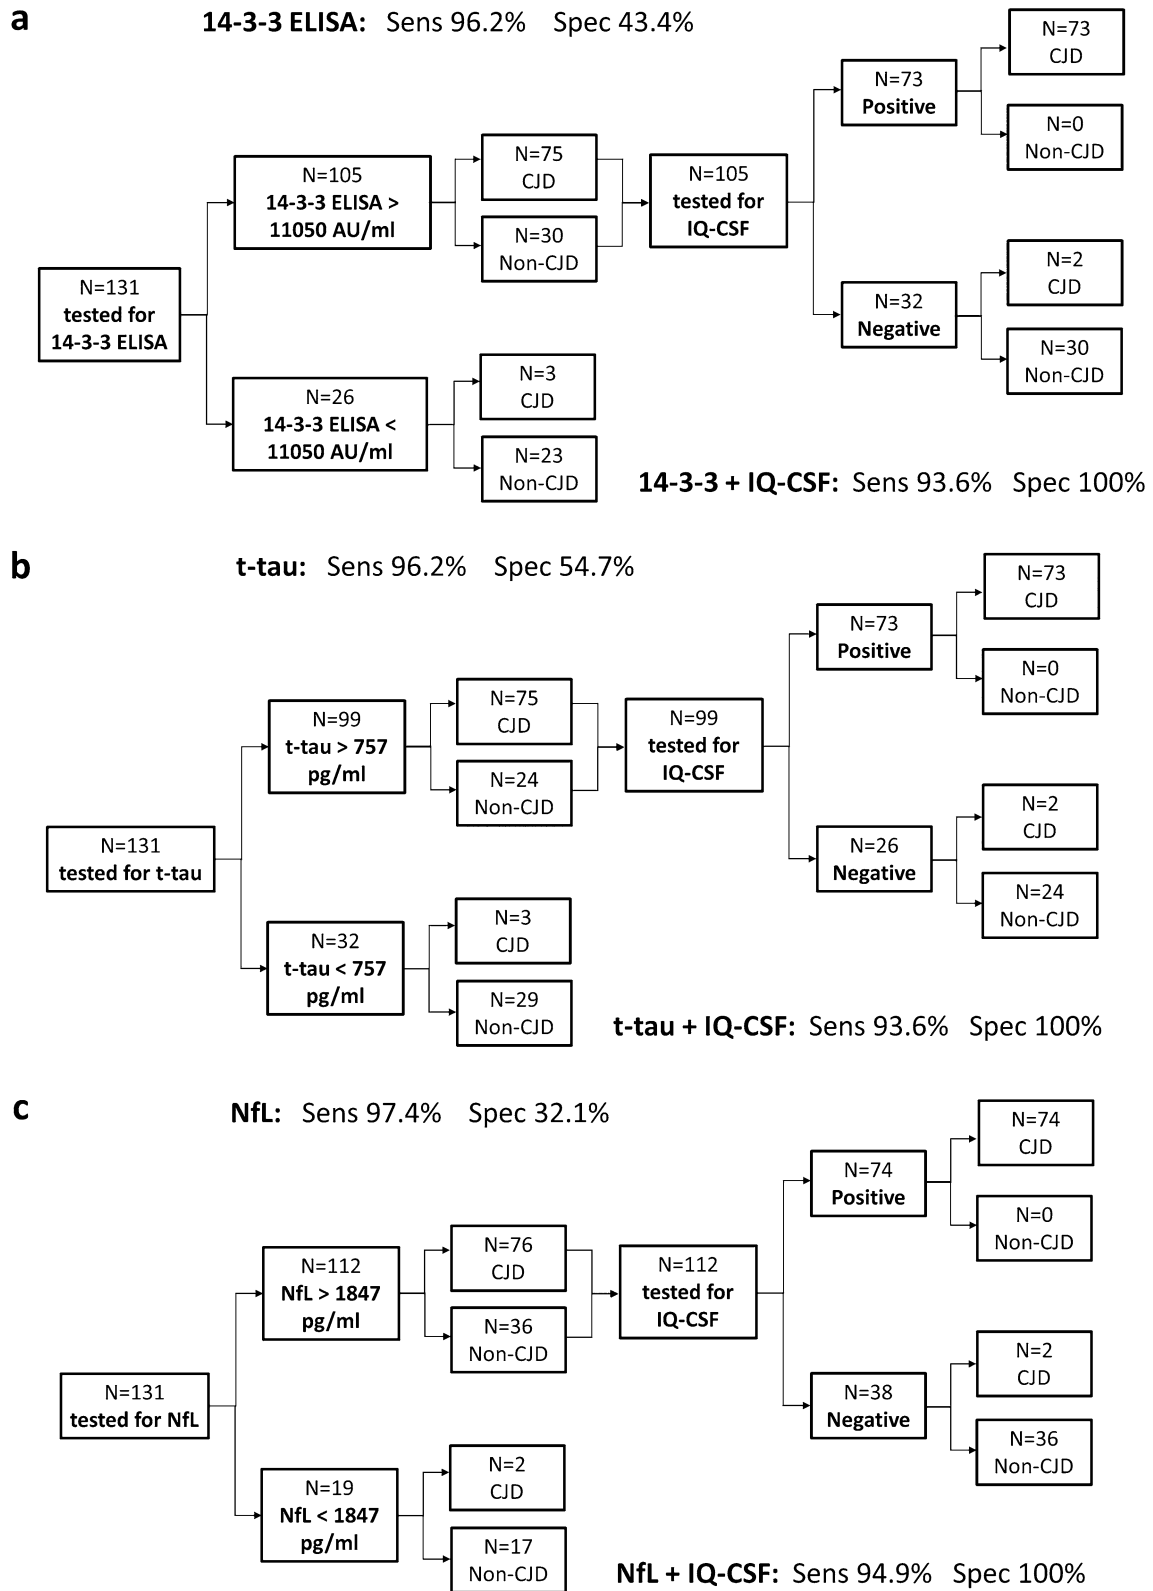 a
14-3-3 ELISA: Sens 96.2% Spec 43.4%
N=131
tested for
14-3-3 ELISA
N=105
14-3-3 ELISA >
11050 AU/ml
N=26
14-3-3 ELISA <
11050 AU/ml
N=75
CJD
N=30
Non-CJD
N=3
CJD
N=23
Non-CJD
N=105
tested for
IQ-CSF
N=73
Positive
N=32
Negative
N=73
CJD
N=0
Non-CJD
N=2
CJD
N=30
Non-CJD
14-3-3 + IQ-CSF: Sens 93.6% Spec 100%
b
t-tau: Sens 96.2% Spec 54.7%
N=131
tested for t-tau
N=99
t-tau > 757
pg/ml
N=32
t-tau < 757
pg/ml
N=75
CJD
N=24
Non-CJD
N=3
CJD
N=29
Non-CJD
N=99
tested for
IQ-CSF
N=73
Positive
N=26
Negative
N=73
CJD
N=0
Non-CJD
N=2
CJD
N=24
Non-CJD
t-tau + IQ-CSF: Sens 93.6% Spec 100%
c
NfL: Sens 97.4% Spec 32.1%
N=131
tested for NfL
N=112
NfL > 1847
pg/ml
N=19
NfL < 1847
pg/ml
N=76
CJD
N=36
Non-CJD
N=2
CJD
N=17
Non-CJD
N=112
tested for
IQ-CSF
N=74
Positive
N=38
Negative
N=74
CJD
N=0
Non-CJD
N=2
CJD
N=36
Non-CJD
NfL + IQ-CSF: Sens 94.9% Spec 100%